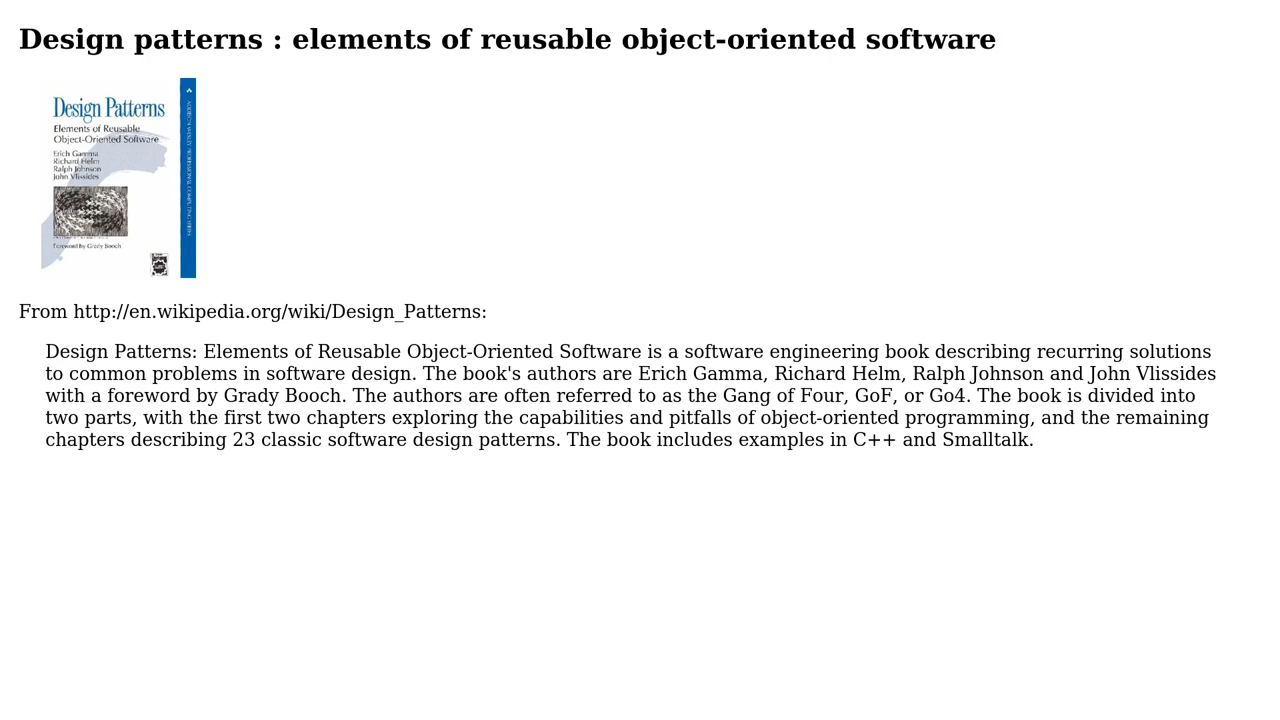 Design patterns : elements of reusable object-oriented software
Design Patterns
Elements of Reusable
Object-Oriented Software
Erich Gamma
Richard Helm
Ralph Johnson
John Vlissides
Foreword by Grady Booch
ADDISON-WESLEY PROFESSIONAL COMPUTING SERIES
From http://en.wikipedia.org/wiki/Design_Patterns:
Design Patterns: Elements of Reusable Object-Oriented Software is a software engineering book describing recurring solutions
to common problems in software design. The book's authors are Erich Gamma, Richard Helm, Ralph Johnson and John Vlissides
with a foreword by Grady Booch. The authors are often referred to as the Gang of Four, GoF, or Go4. The book is divided into
two parts, with the first two chapters exploring the capabilities and pitfalls of object-oriented programming, and the remaining
chapters describing 23 classic software design patterns. The book includes examples in C++ and Smalltalk.